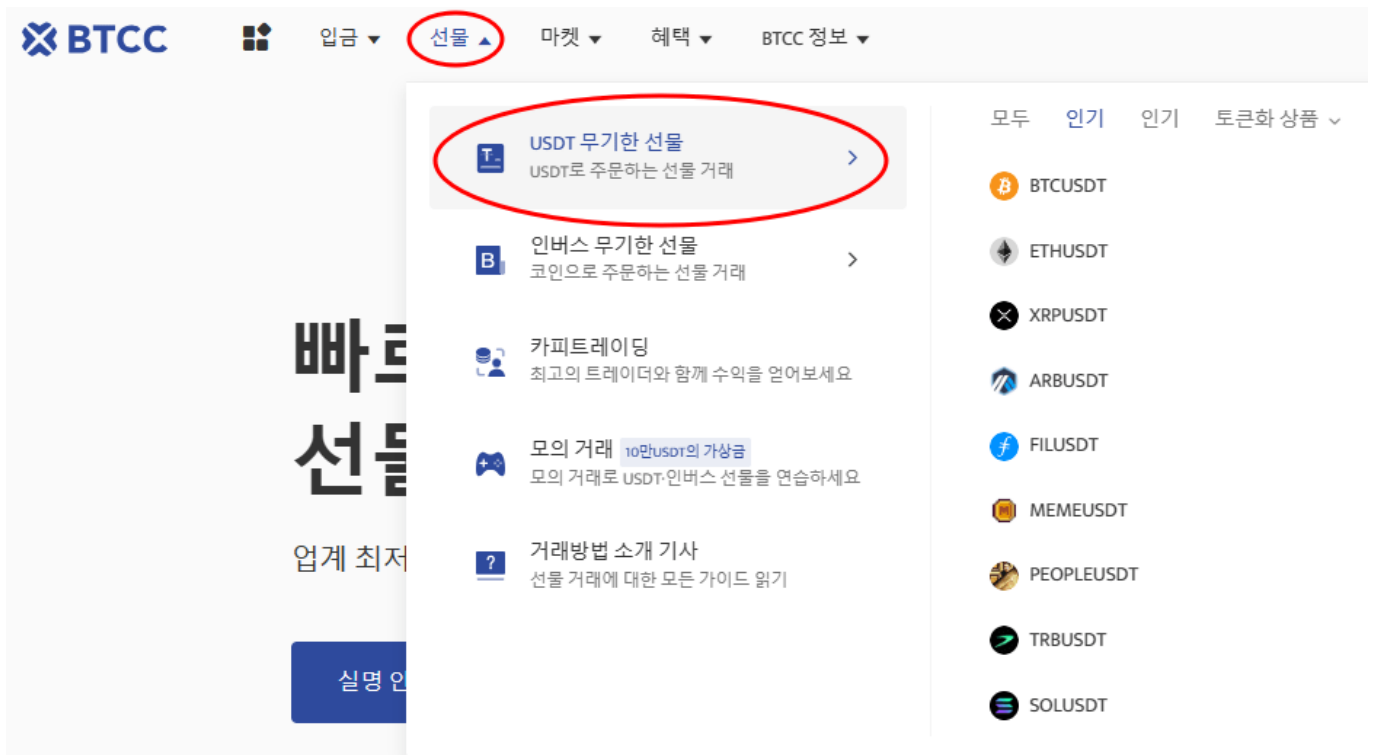 BTCC 입금 ▼ 선물 ▲ 마켓 ▼ 혜택 ▼ BTCC 정보 ▼
USDT 무기한 선물
USDT로 주문하는 선물 거래
인버스 무기한 선물
코인으로 주문하는 선물 거래
카피트레이딩
최고의 트레이더와 함께 수익을 얻어보세요
모의 거래 10만USDT의 가상금
모의 거래로 USDT·인버스 선물을 연습하세요
거래방법 소개 기사
선물 거래에 대한 모든 가이드 읽기
모두 인기 인기 토큰화 상품
BTCUSDT
ETHUSDT
XRPUSDT
ARBUSDT
FILUSDT
MEMEUSDT
PEOPLEUSDT
TRBUSDT
SOLUSDT
빠르
선물
업계 최저
실명 인